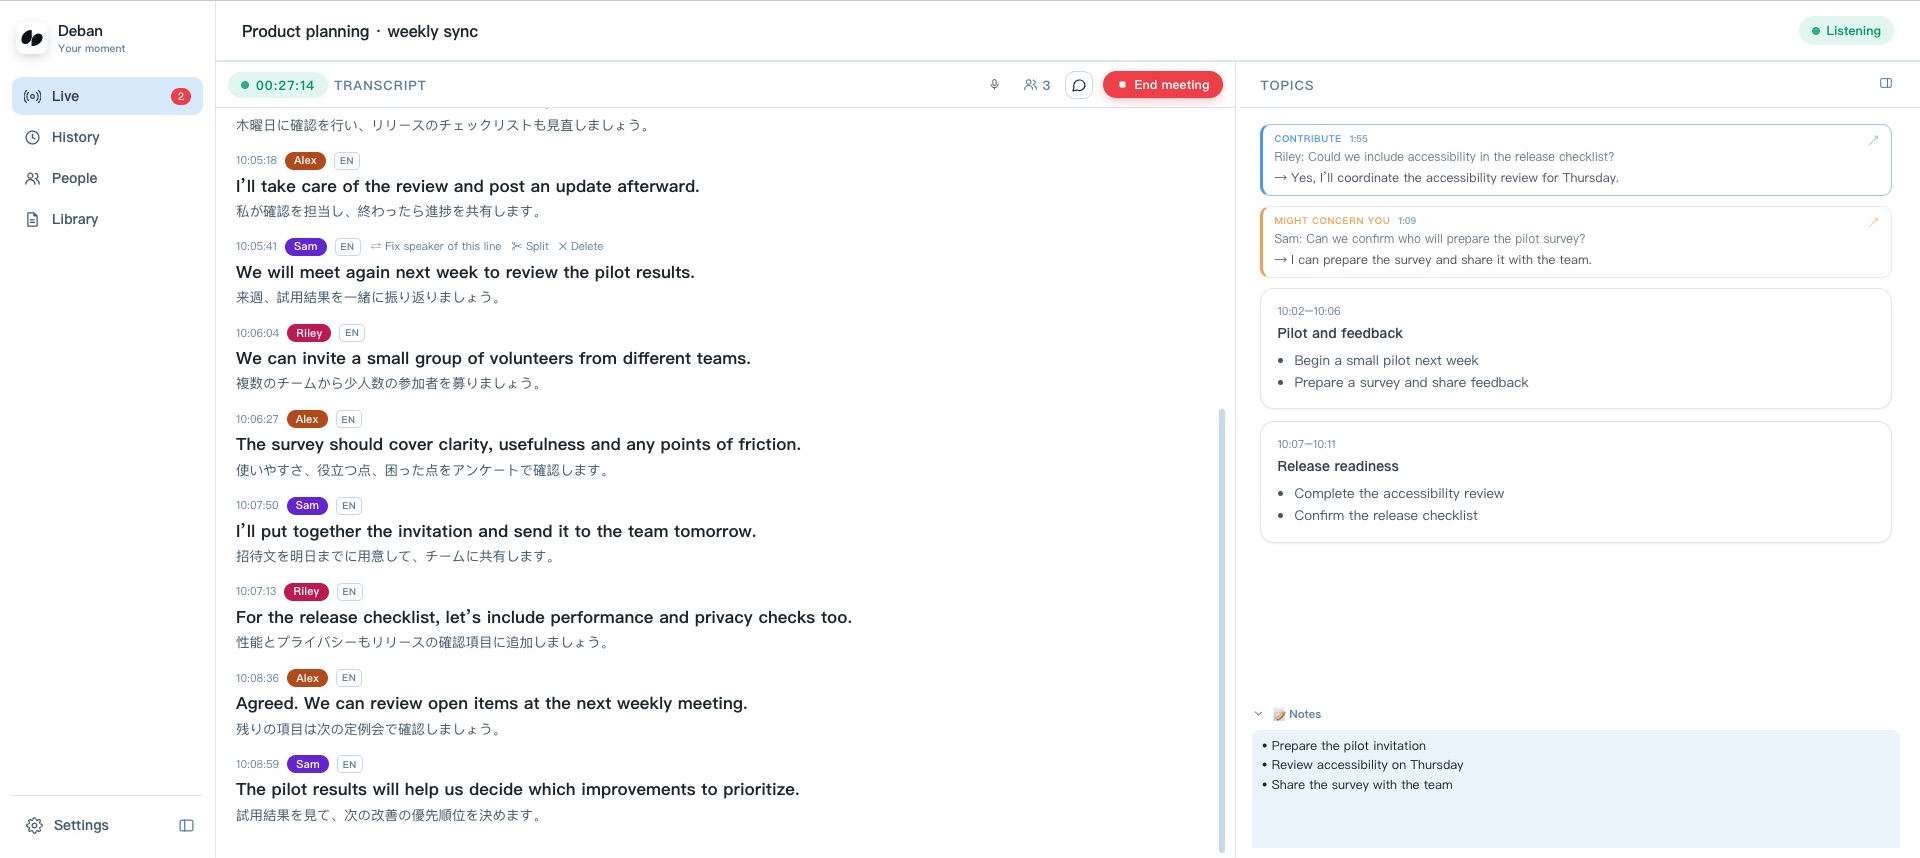 Deban
Your moment
Live 2
History
People
Library
Settings
Product planning · weekly sync
Listening
00:27:14 TRANSCRIPT 3 End meeting
木曜日に確認を行い、リリースのチェックリストも見直しましょう。
10:05:18 Alex EN
I’ll take care of the review and post an update afterward.
私が確認を担当し、終わったら進捗を共有します。
10:05:41 Sam EN Fix speaker of this line Split Delete
We will meet again next week to review the pilot results.
来週、試用結果を一緒に振り返りましょう。
10:06:04 Riley EN
We can invite a small group of volunteers from different teams.
複数のチームから少人数の参加者を募りましょう。
10:06:27 Alex EN
The survey should cover clarity, usefulness and any points of friction.
使いやすさ、役立つ点、困った点をアンケートで確認します。
10:07:50 Sam EN
I’ll put together the invitation and send it to the team tomorrow.
招待文を明日までに用意して、チームに共有します。
10:07:13 Riley EN
For the release checklist, let’s include performance and privacy checks too.
性能とプライバシーもリリースの確認項目に追加しましょう。
10:08:36 Alex EN
Agreed. We can review open items at the next weekly meeting.
残りの項目は次の定例会で確認しましょう。
10:08:59 Sam EN
The pilot results will help us decide which improvements to prioritize.
試用結果を見て、次の改善の優先順位を決めます。
TOPICS
CONTRIBUTE 1:55
Riley: Could we include accessibility in the release checklist?
→ Yes, I’ll coordinate the accessibility review for Thursday.
MIGHT CONCERN YOU 1:09
Sam: Can we confirm who will prepare the pilot survey?
→ I can prepare the survey and share it with the team.
10:02—10:06
Pilot and feedback
• Begin a small pilot next week
• Prepare a survey and share feedback
10:07—10:11
Release readiness
• Complete the accessibility review
• Confirm the release checklist
📝 Notes
• Prepare the pilot invitation
• Review accessibility on Thursday
• Share the survey with the team